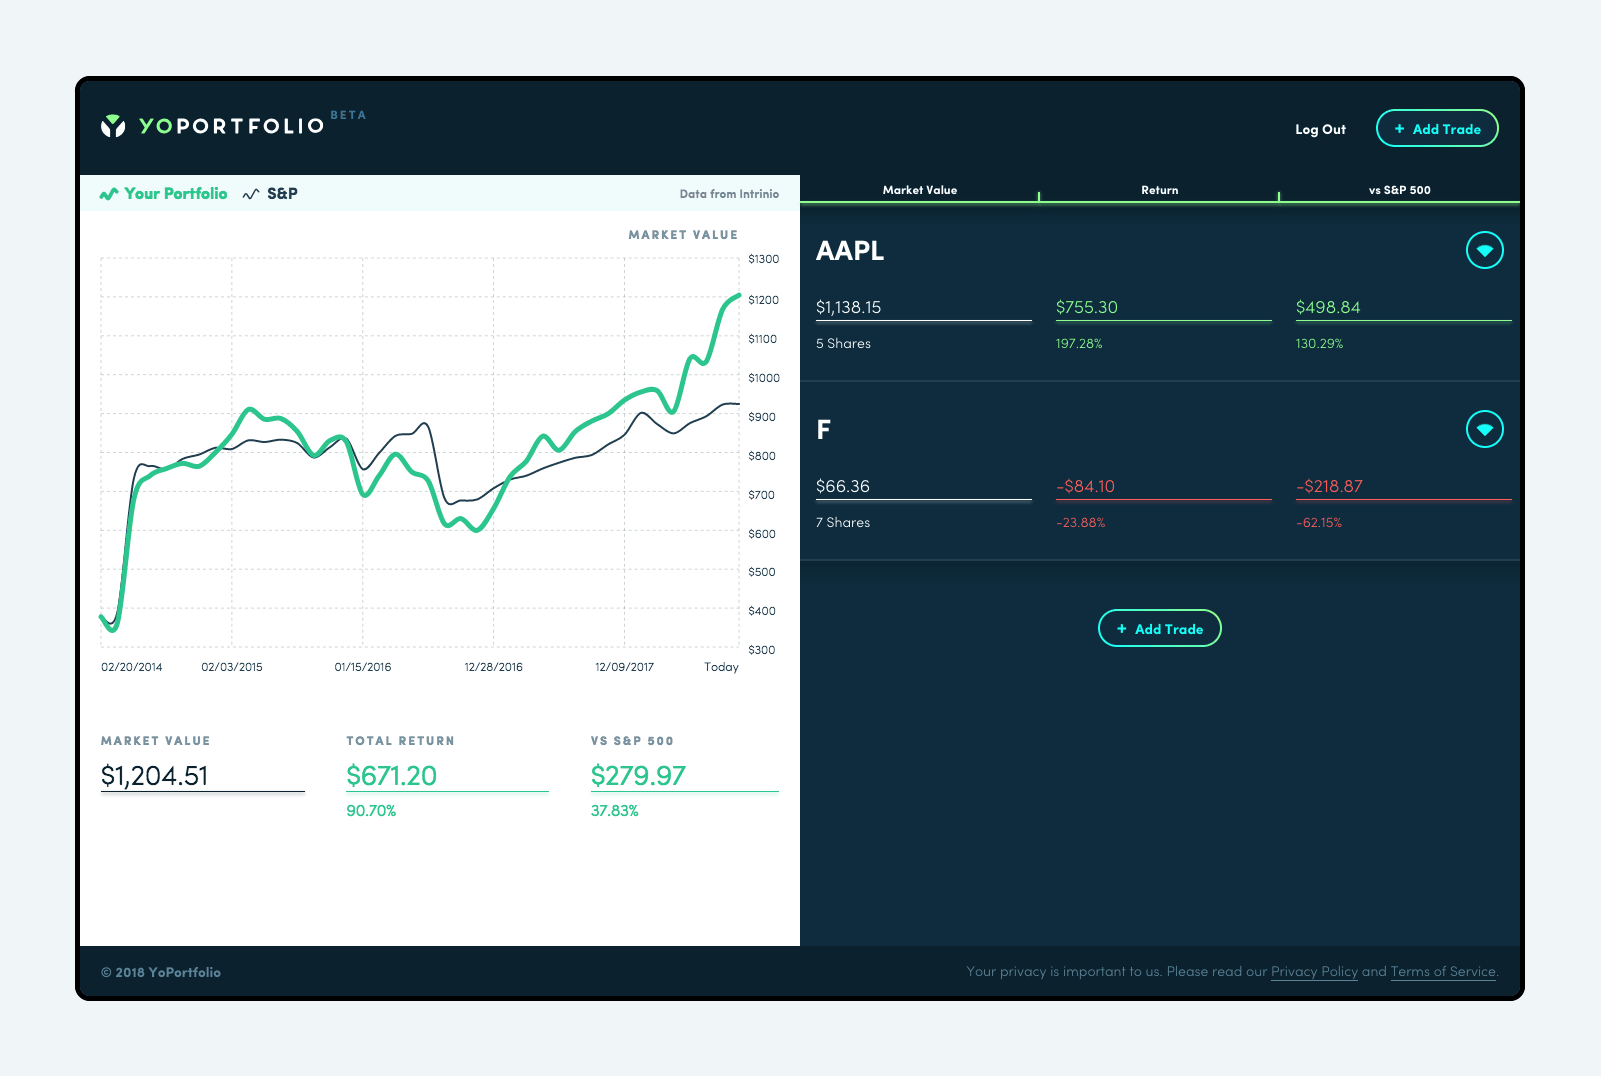 YOPORTFOLIO BETA
Log Out
+ Add Trade
Your Portfolio
S&P
Data from Intrinio
MARKET VALUE
$1300
$1200
$1100
$1000
$900
$800
$700
$600
$500
$400
$300
02/20/2014 02/03/2015 01/15/2016 12/28/2016 12/09/2017 Today
MARKET VALUE
$1,204.51
TOTAL RETURN
$671.20
90.70%
VS S&P 500
$279.97
37.83%
Market Value Return vs S&P 500
AAPL
$1,138.15 $755.30 $498.84
5 Shares 197.28% 130.29%
F
$66.36 -$84.10 -$218.87
7 Shares -23.88% -62.15%
+ Add Trade
© 2018 YoPortfolio
Your privacy is important to us. Please read our Privacy Policy and Terms of Service.